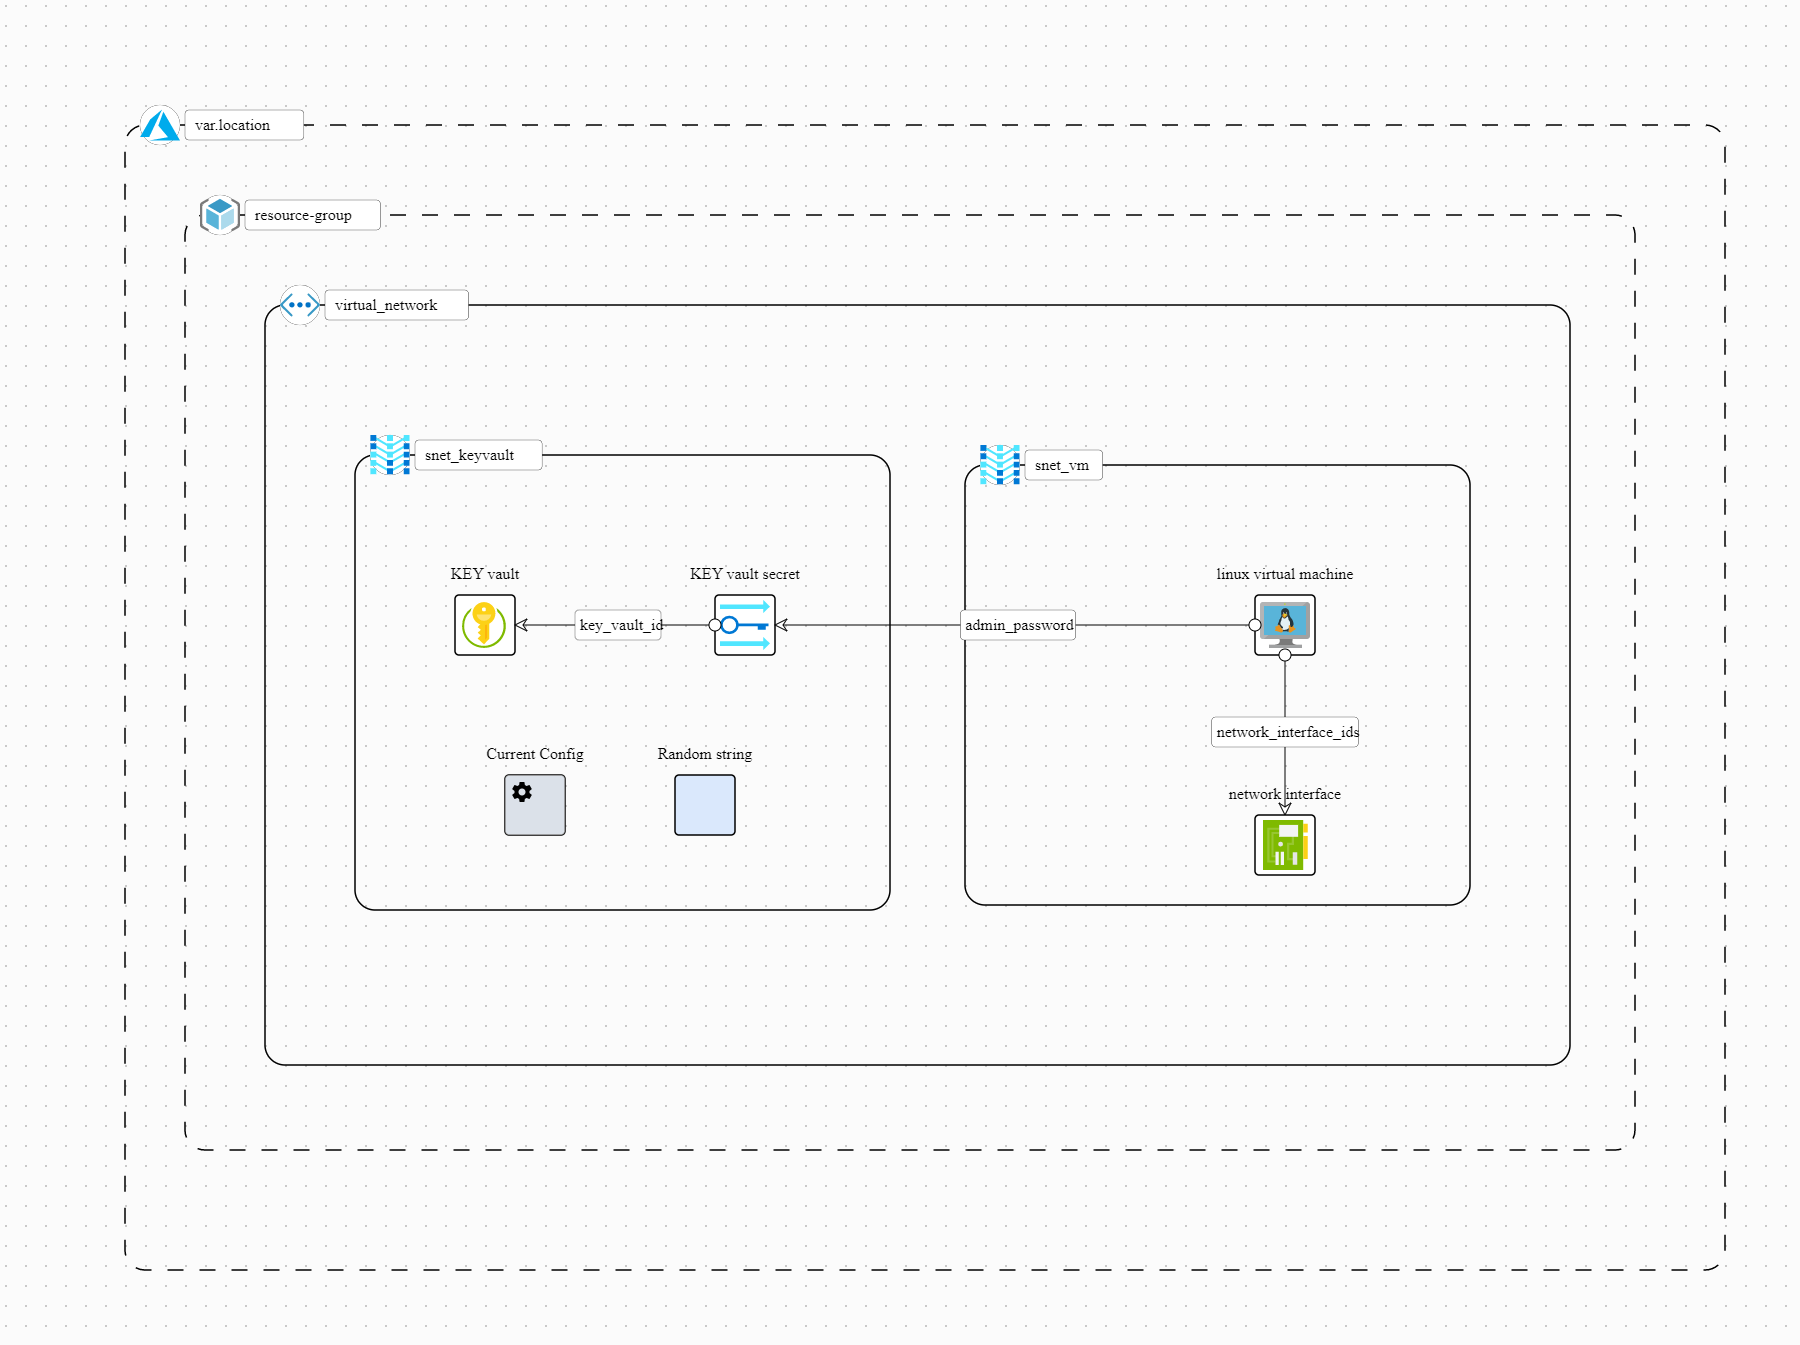 var.location
resource-group
virtual_network
snet_keyvault
snet_vm
KEY vault
KEY vault secret
linux virtual machine
key_vault_id
admin_password
network_interface_ids
Current Config
Random string
network interface